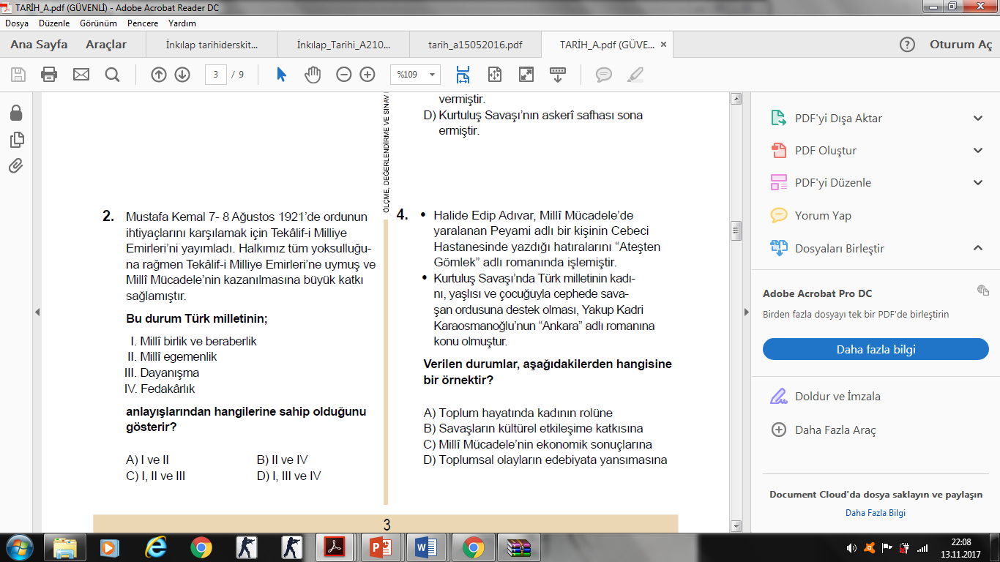 TARİH_A.pdf (GÜVENLİ) - Adobe Acrobat Reader DC
Dosya Düzenle Görünüm Pencere Yardım
Ana Sayfa Araçlar İnkılap tarihiderskit... İnkılap_Tarihi_A210... tarih_a15052016.pdf TARİH_A.pdf (GÜVE... × Oturum Aç
3 / 9 %109
vermiştir.
D) Kurtuluş Savaşı’nın askerî safhası sona
ermiştir.
ÖLÇME, DEĞERLENDİRME VE SINAV
2. Mustafa Kemal 7- 8 Ağustos 1921’de ordunun
ihtiyaçlarını karşılamak için Tekâlif-i Milliye
Emirleri’ni yayımladı. Halkımız tüm yoksulluğu-
na rağmen Tekâlif-i Milliye Emirleri’ne uymuş ve
Millî Mücadele’nin kazanılmasına büyük katkı
sağlamıştır.
Bu durum Türk milletinin;
I. Millî birlik ve beraberlik
II. Millî egemenlik
III. Dayanışma
IV. Fedakârlık
anlayışlarından hangilerine sahip olduğunu
gösterir?
A) I ve II B) II ve IV
C) I, II ve III D) I, III ve IV
4. • Halide Edip Adıvar, Millî Mücadele’de
yaralanan Peyami adlı bir kişinin Cebeci
Hastanesinde yazdığı hatıralarını “Ateşten
Gömlek” adlı romanında işlemiştir.
• Kurtuluş Savaşı’nda Türk milletinin kadı-
nı, yaşlısı ve çocuğuyla cephede sava-
şan ordusuna destek olması, Yakup Kadri
Karaosmanoğlu’nun “Ankara” adlı romanına
konu olmuştur.
Verilen durumlar, aşağıdakilerden hangisine
bir örnektir?
A) Toplum hayatında kadının rolüne
B) Savaşların kültürel etkileşime katkısına
C) Millî Mücadele’nin ekonomik sonuçlarına
D) Toplumsal olayların edebiyata yansımasına
3
PDF'yi Dışa Aktar
PDF Oluştur
PDF'yi Düzenle
Yorum Yap
Dosyaları Birleştir
Adobe Acrobat Pro DC
Birden fazla dosyayı tek bir PDF'de birleştirin
Daha fazla bilgi
Doldur ve İmzala
Daha Fazla Araç
Document Cloud'da dosya saklayın ve paylaşın
Daha Fazla Bilgi
22:08
13.11.2017